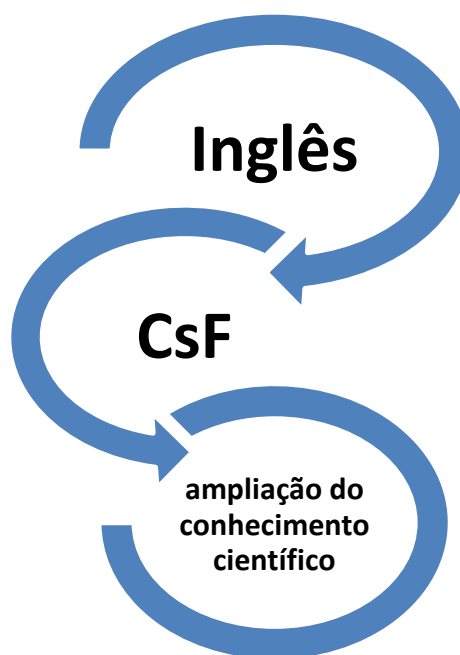 Inglês
CsF
ampliação do
conhecimento
científico